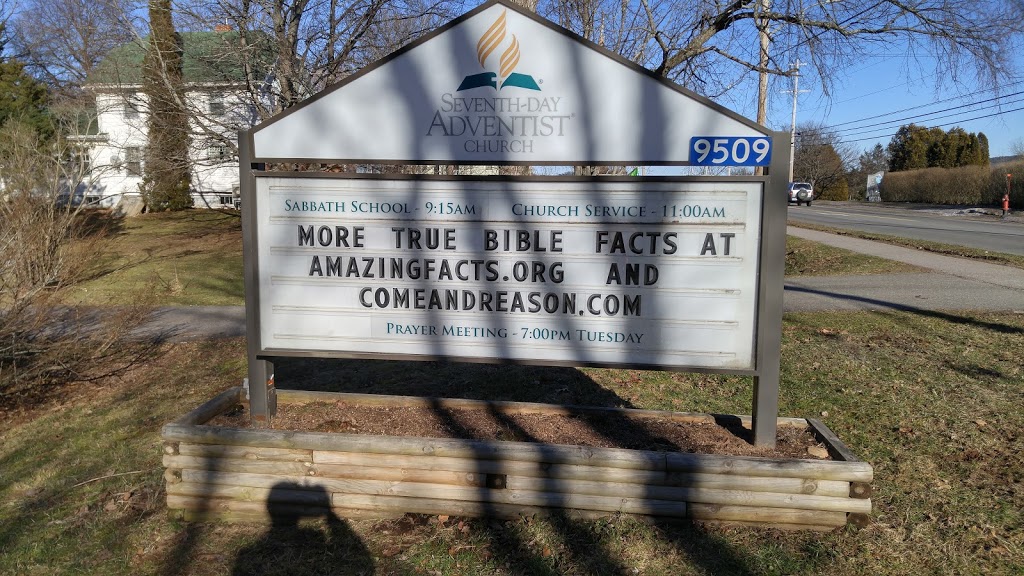 SEVENTH-DAY
ADVENTIST®
CHURCH
9509
SABBATH SCHOOL - 9:15AM CHURCH SERVICE - 11:00AM
MORE TRUE BIBLE FACTS AT
AMAZINGFACTS.ORG AND
COMEANDREASON.COM
PRAYER MEETING - 7:00PM TUESDAY